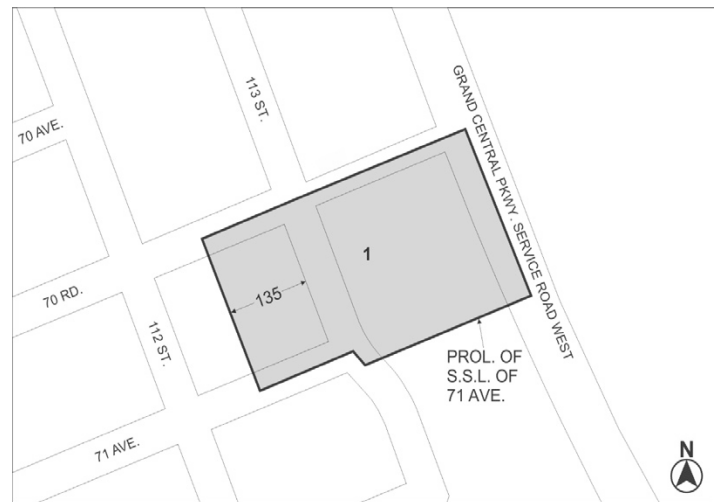 70 AVE.
113 ST.
GRAND CENTRAL PKWY. SERVICE ROAD WEST
1
135
70 RD.
112 ST.
PROL. OF
S.S.L. OF
71 AVE.
71 AVE.
N